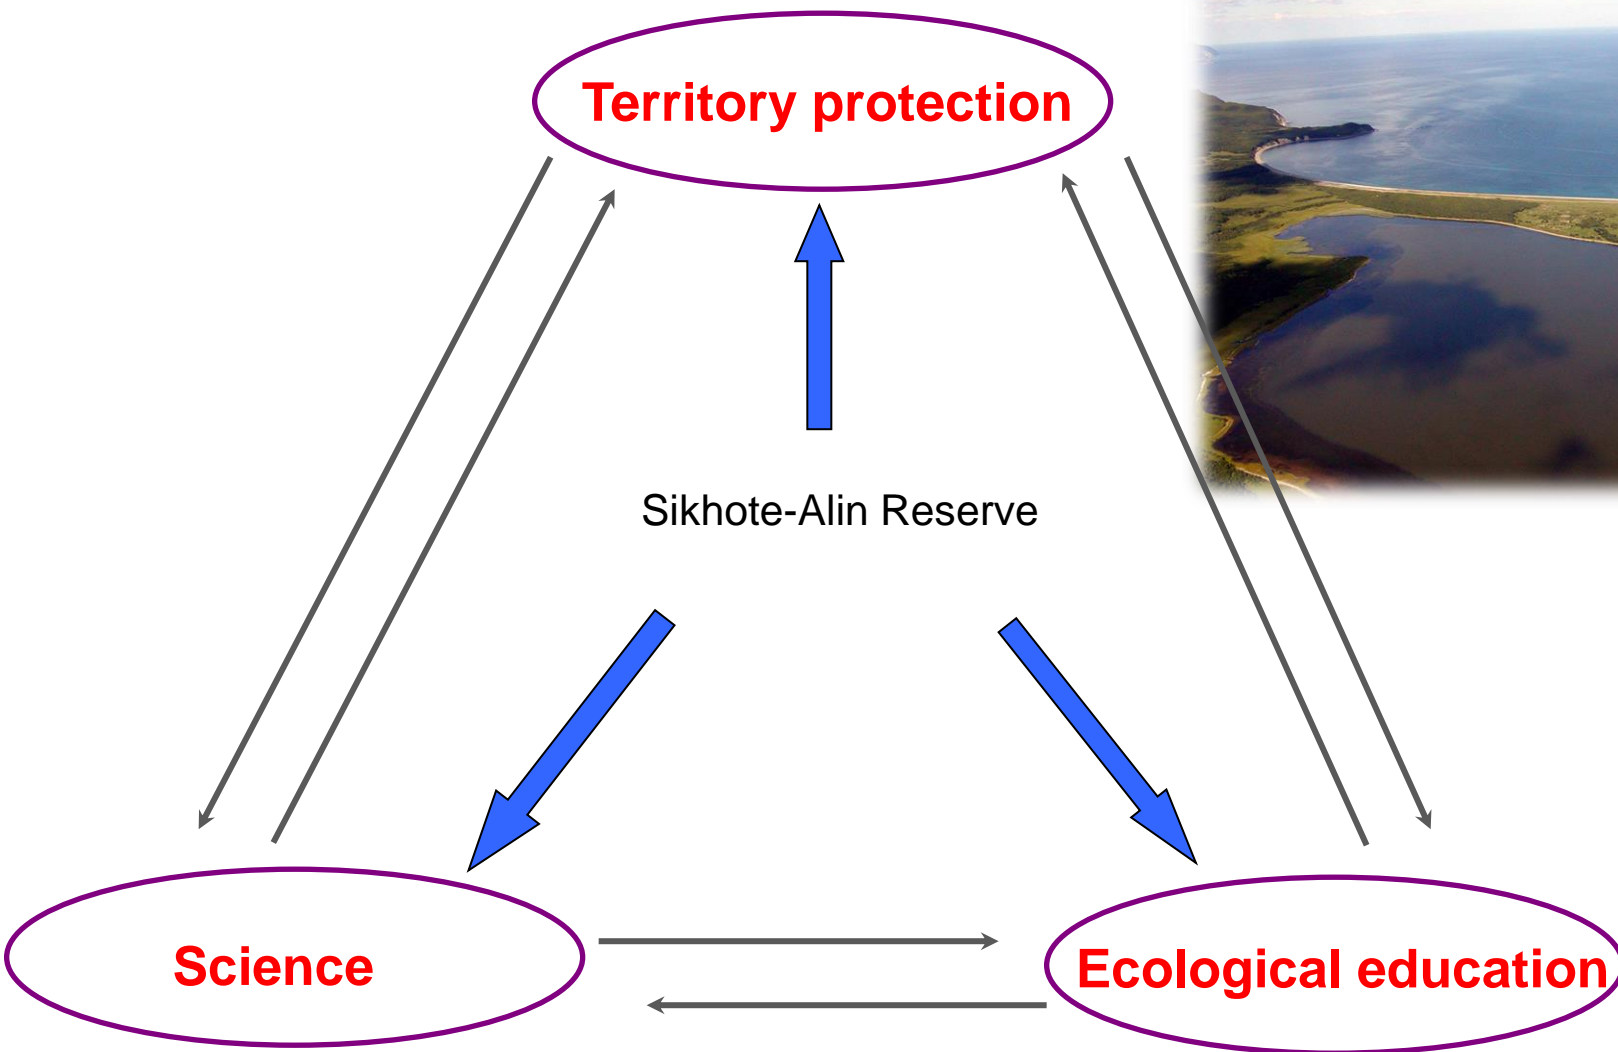 Territory protection
Sikhote-Alin Reserve
Science
Ecological education